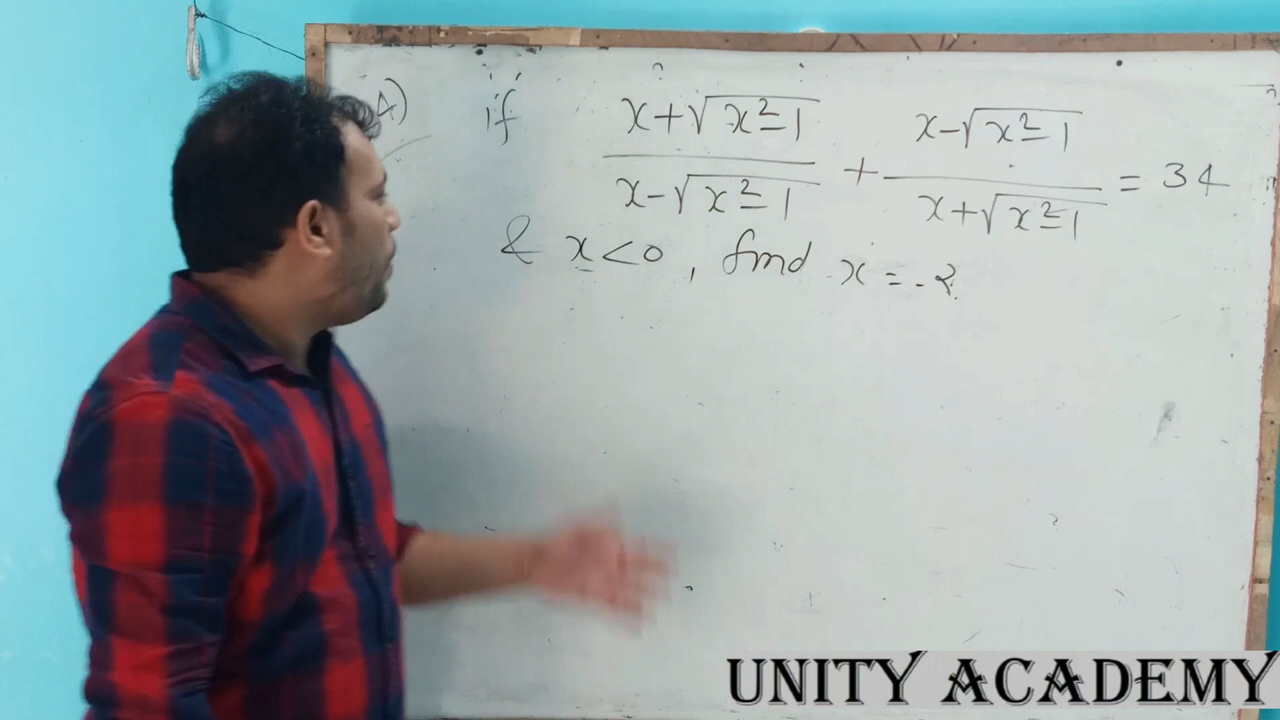 4) if x+√x²-1 / x-√x²-1 + x-√x²-1 / x+√x²-1 = 34
& x<0, find x = -?
UNITY ACADEMY